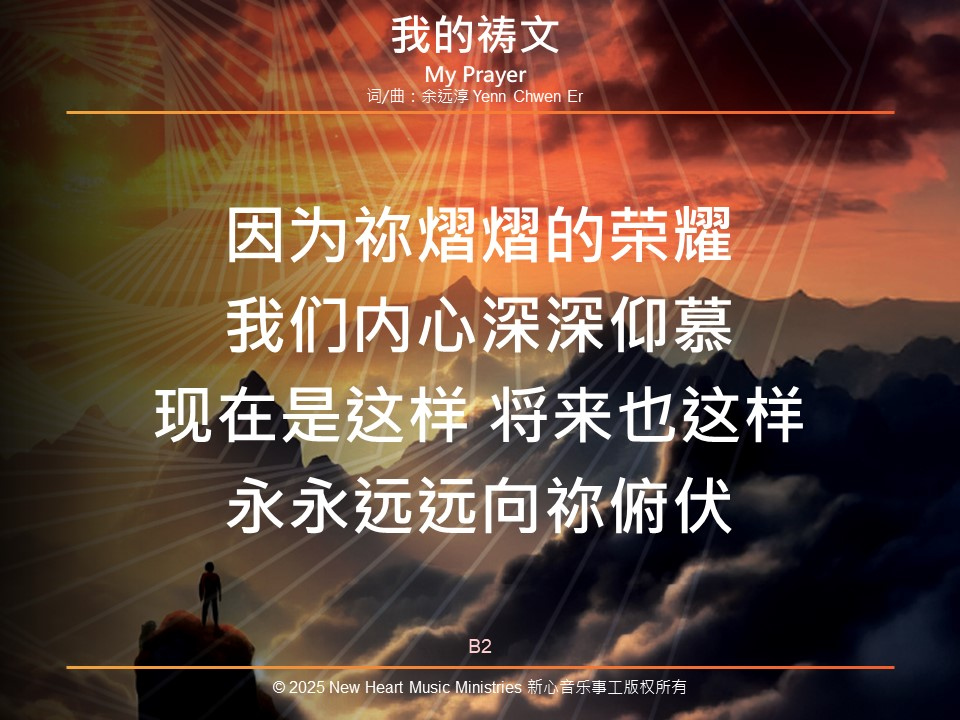 我的祷文
My Prayer
词/曲：余远淳 Yenn Chwen Er
因为祢熠熠的荣耀
我们内心深深仰慕
现在是这样 将来也这样
永永远远向祢俯伏
B2
© 2025 New Heart Music Ministries 新心音乐事工版权所有